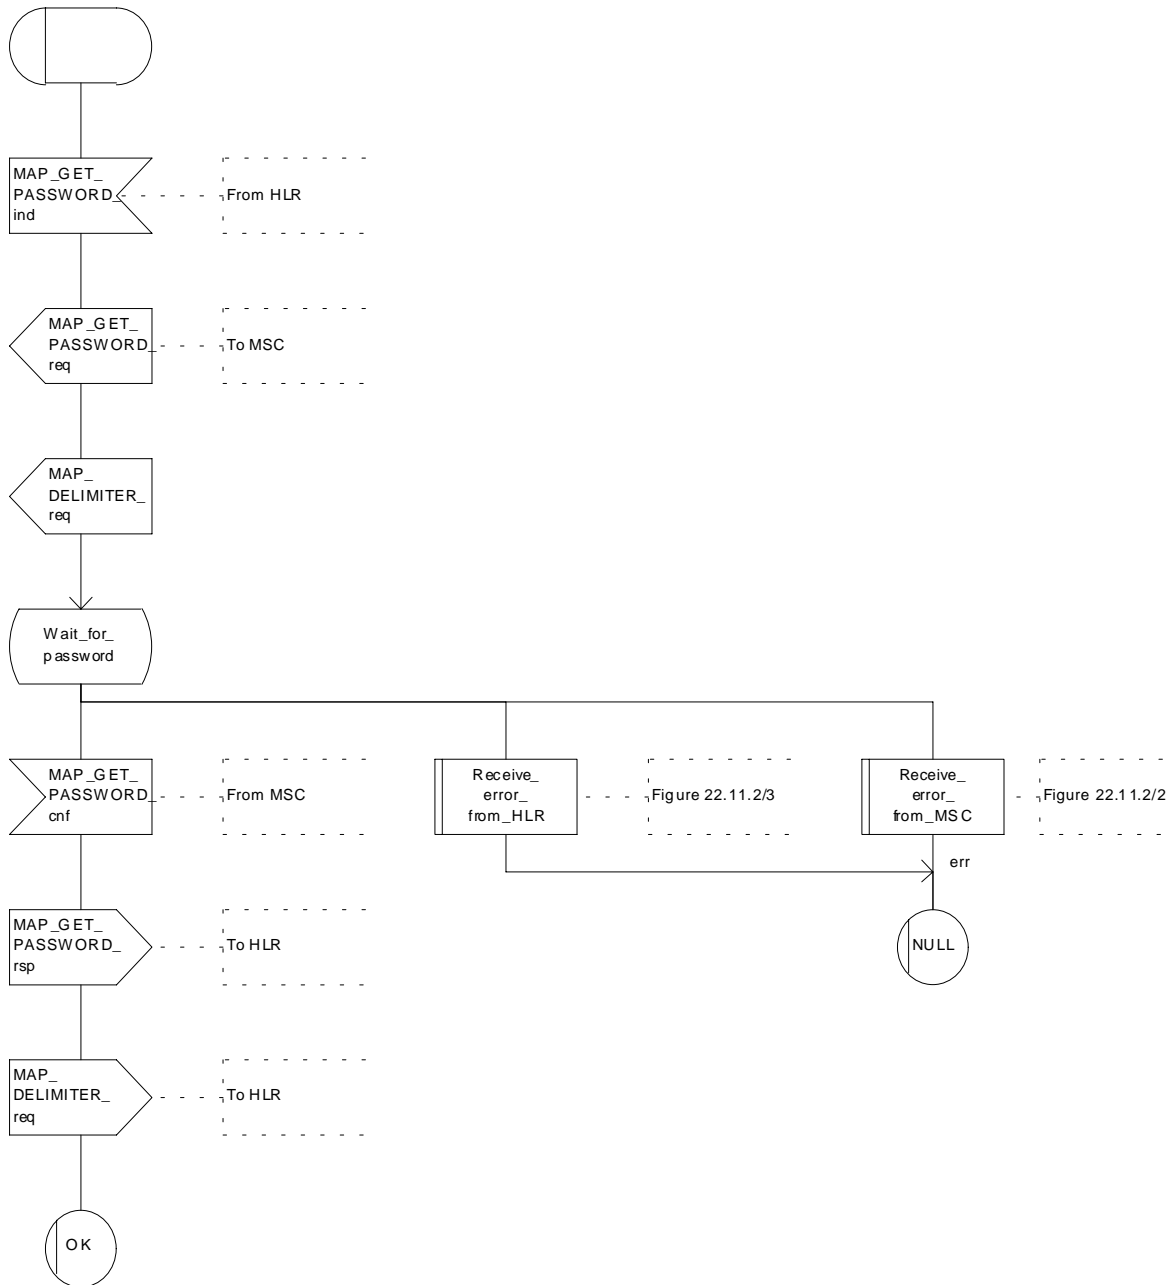 MAP_GET_
PASSWORD_
ind
From HLR
MAP_GET_
PASSWORD_
req
To MSC
MAP_
DELIMITER_
req
Wait_for_
password
MAP_GET_
PASSWORD_
cnf
From MSC
Receive_
error_
from_HLR
Figure 22.11.2/3
Receive_
error_
from_MSC
Figure 22.11.2/2
err
MAP_GET_
PASSWORD_
rsp
To HLR
NULL
MAP_
DELIMITER_
req
To HLR
OK